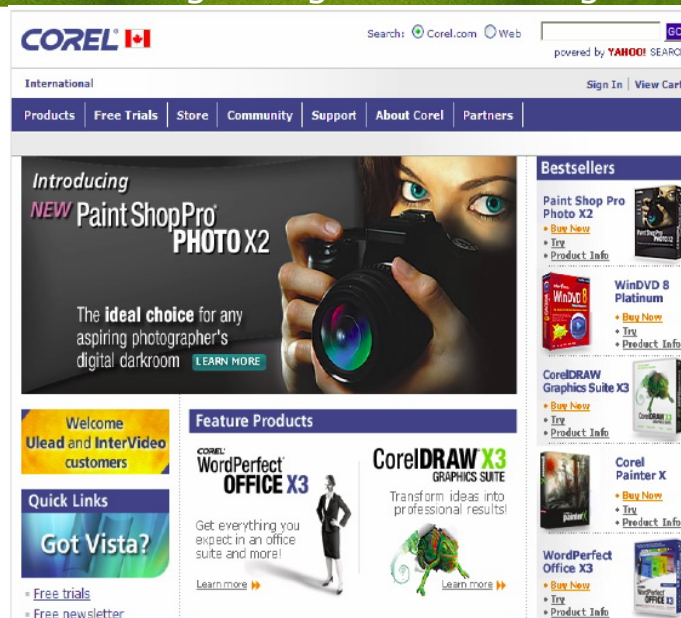 COREL
Search: Corel.com Web
GO
powered by YAHOO! SEARC
International
Sign In | View Cart
Products | Free Trials | Store | Community | Support | About Corel | Partners
Introducing
NEW Paint Shop Pro
PHOTO X2
The ideal choice for any
aspiring photographer's
digital darkroom LEARN MORE
Welcome
Ulead and InterVideo
customers
Quick Links
Got Vista?
Free trials
Free newsletter
Feature Products
COREL
WordPerfect
OFFICE X3
Get everything you
expect in an office
suite and more!
Learn more
CorelDRAW X3
GRAPHICS SUITE
Transform ideas into
professional results!
Learn more
Bestsellers
Paint Shop Pro
Photo X2
Buy Now
Try
Product Info
WinDVD 8
Platinum
Buy Now
Try
Product Info
WinDVD 8
CorelDRAW
Graphics Suite X3
Buy Now
Try
Product Info
CorelDRAW
Corel
Painter X
Buy Now
Try
Product Info
painter
WordPerfect
Office X3
Buy Now
Try
Product Info